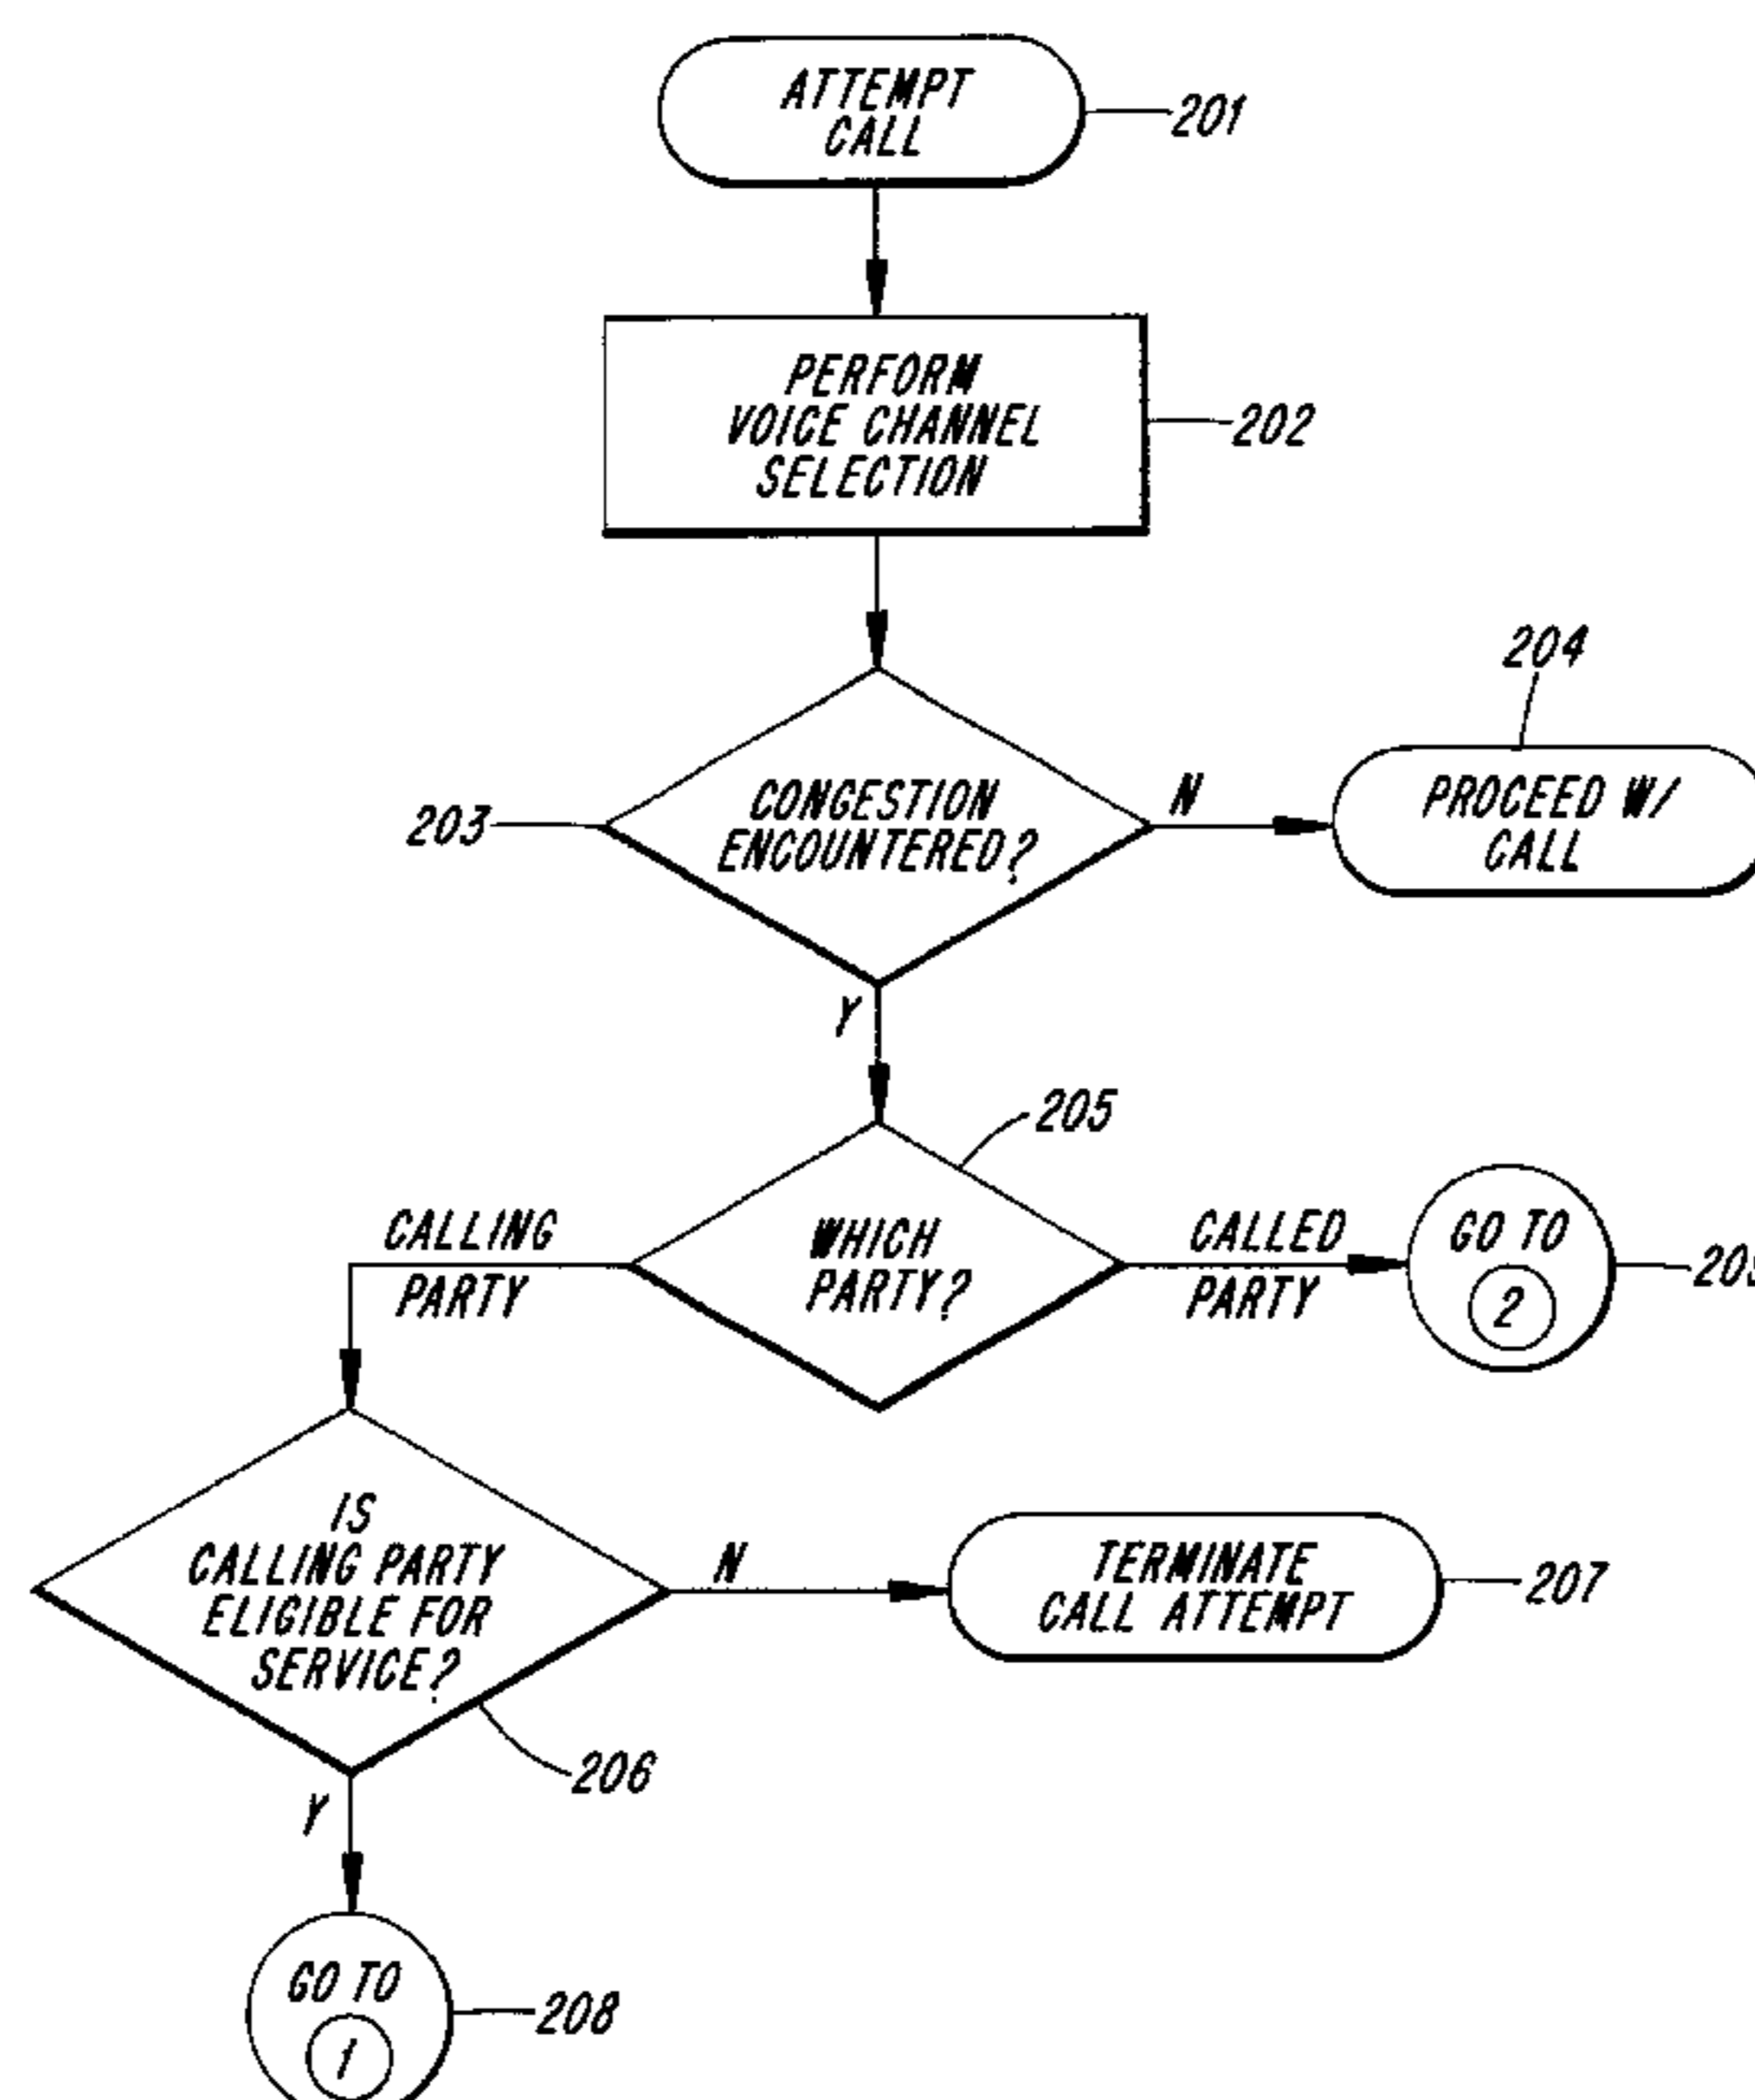 ATTEMPT
CALL
201
PERFORM
VOICE CHANNEL
SELECTION
202
204
CONGESTION
ENCOUNTERED?
203
N
PROCEED W/
CALL
Y
205
CALLING
PARTY
WHICH
PARTY?
CALLED
PARTY
GO TO
2
IS
CALLING PARTY
ELIGIBLE FOR
SERVICE?
N
TERMINATE
CALL ATTEMPT
207
206
Y
GO TO
1
208